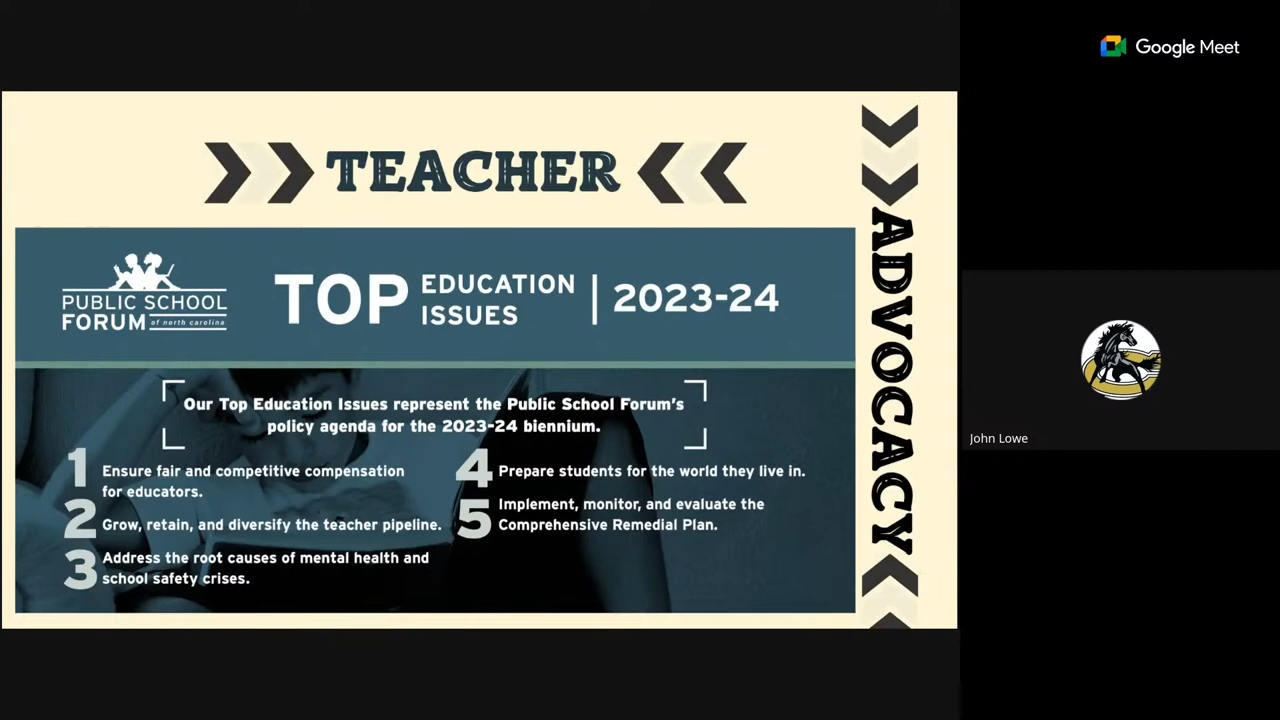 Google Meet
TEACHER
ADVOCACY
PUBLIC SCHOOL
FORUM of north carolina
TOP EDUCATION ISSUES | 2023-24
Our Top Education Issues represent the Public School Forum's
policy agenda for the 2023-24 biennium.
1 Ensure fair and competitive compensation
for educators.
2 Grow, retain, and diversify the teacher pipeline.
3 Address the root causes of mental health and
school safety crises.
4 Prepare students for the world they live in.
5 Implement, monitor, and evaluate the
Comprehensive Remedial Plan.
John Lowe